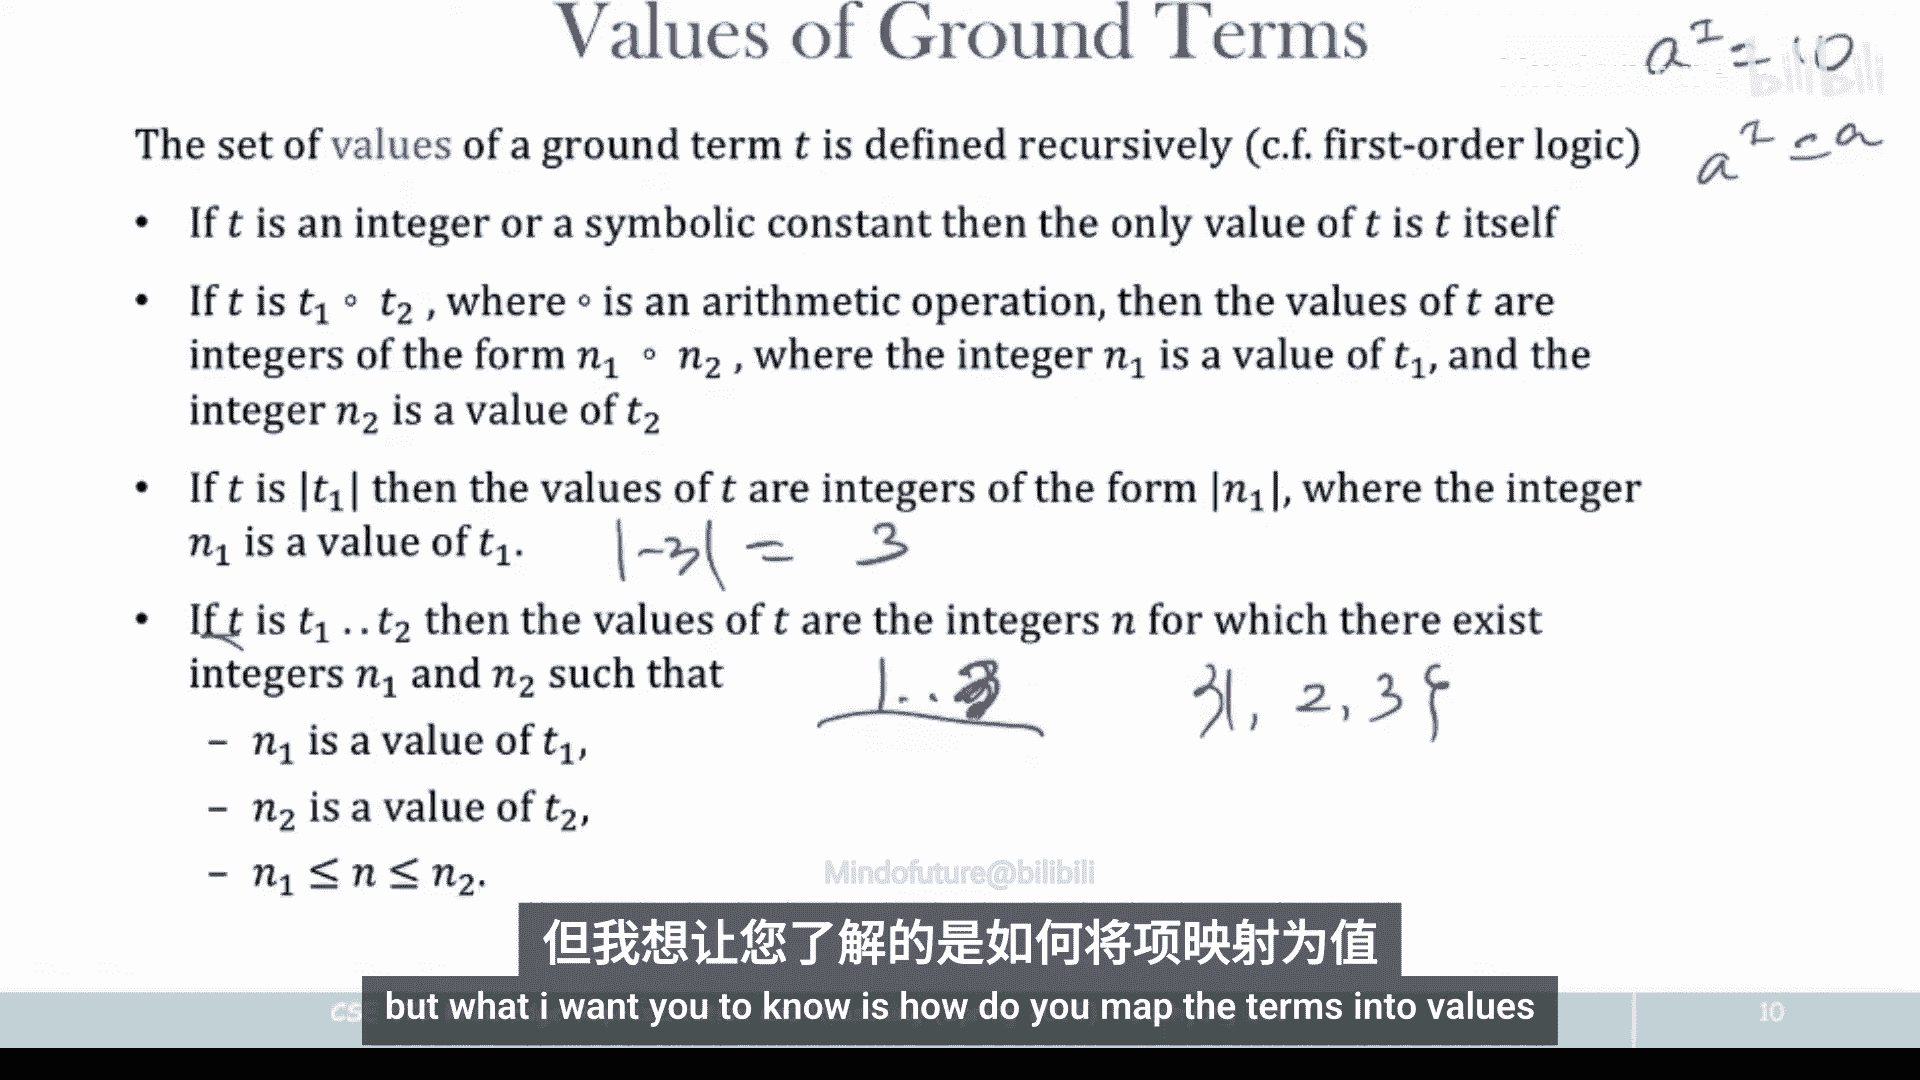 Values of Ground Terms
a^I = 10
bilibili
a^I = a
The set of values of a ground term t is defined recursively (c.f. first-order logic)
• If t is an integer or a symbolic constant then the only value of t is t itself
• If t is t₁ ∘ t₂ , where ∘ is an arithmetic operation, then the values of t are
integers of the form n₁ ∘ n₂ , where the integer n₁ is a value of t₁, and the
integer n₂ is a value of t₂
• If t is |t₁| then the values of t are integers of the form |n₁|, where the integer
n₁ is a value of t₁.
|-3| = 3
• If t is t₁ .. t₂ then the values of t are the integers n for which there exist
integers n₁ and n₂ such that
1..3 {1, 2, 3}
– n₁ is a value of t₁,
– n₂ is a value of t₂,
– n₁ ≤ n ≤ n₂.
Mindofuture@bilibili
但我想让您了解的是如何将项映射为值
but what i want you to know is how do you map the terms into values
10